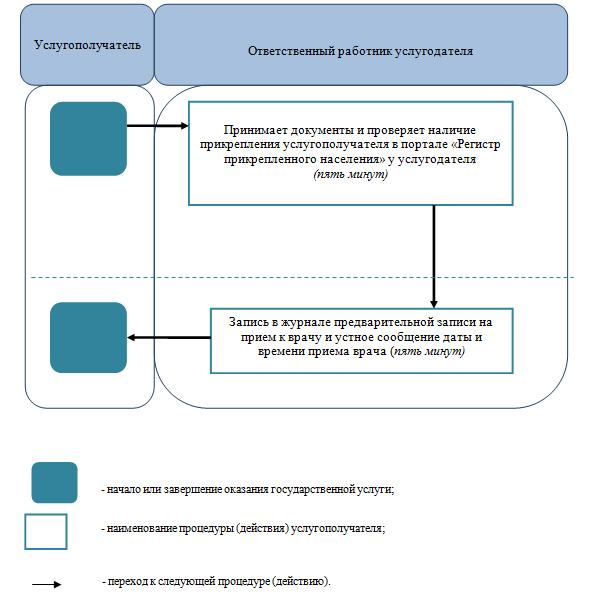 Услугополучатель
Ответственный работник услугодателя
Принимает документы и проверяет наличие
прикрепления услугополучателя в портале «Регистр
прикрепленного населения» у услугодателя
(пять минут)
Запись в журнале предварительной записи на
прием к врачу и устное сообщение даты и
времени приема врача (пять минут)
- начало или завершение оказания государственной услуги;
- наименование процедуры (действия) услугополучателя;
- переход к следующей процедуре (действию).